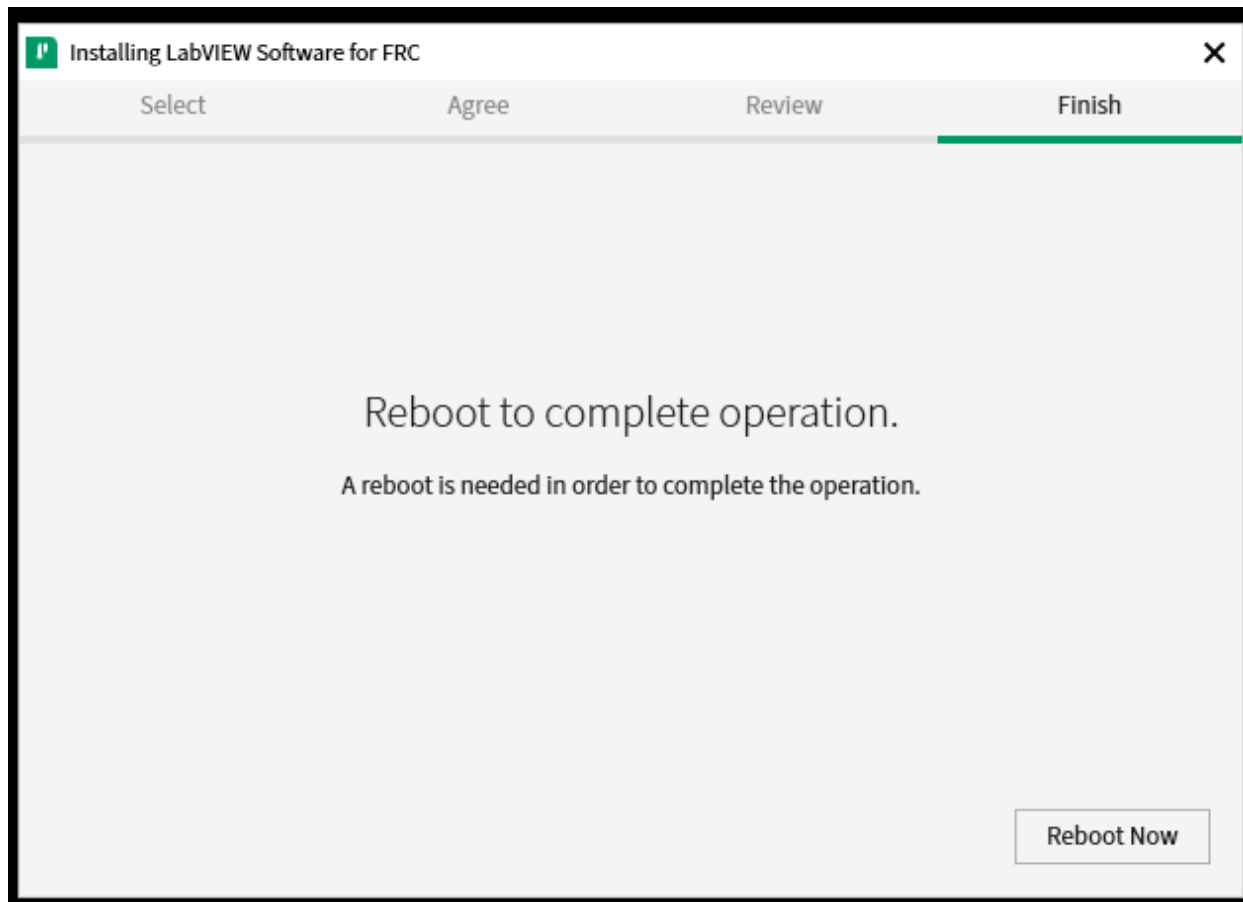 Installing LabVIEW Software for FRC
Select Agree Review Finish
Reboot to complete operation.
A reboot is needed in order to complete the operation.
Reboot Now